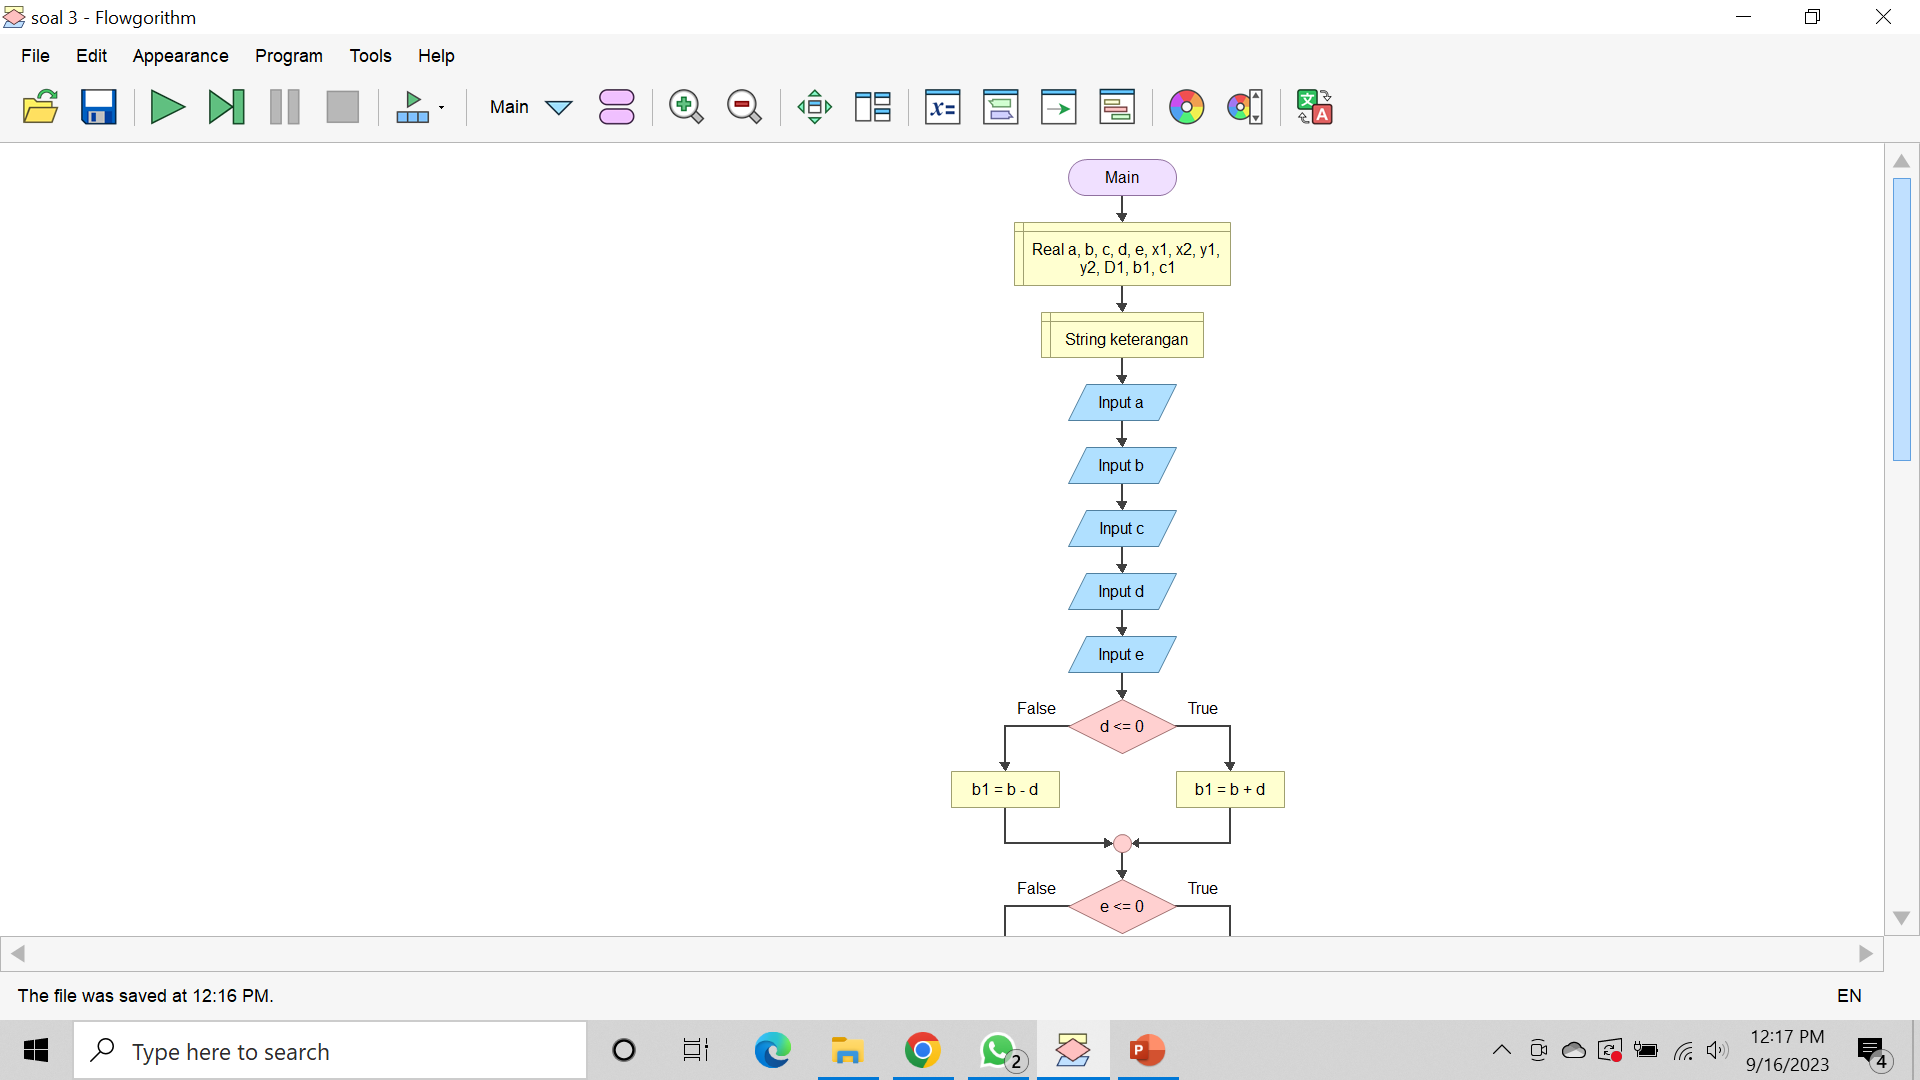 soal 3 - Flowgorithm
File Edit Appearance Program Tools Help
Main
x=
A
Main
Real a, b, c, d, e, x1, x2, y1,
y2, D1, b1, c1
String keterangan
Input a
Input b
Input c
Input d
Input e
False
True
d <= 0
b1 = b - d
b1 = b + d
False
True
e <= 0
The file was saved at 12:16 PM.
EN
Type here to search
2
P
12:17 PM
9/16/2023
4